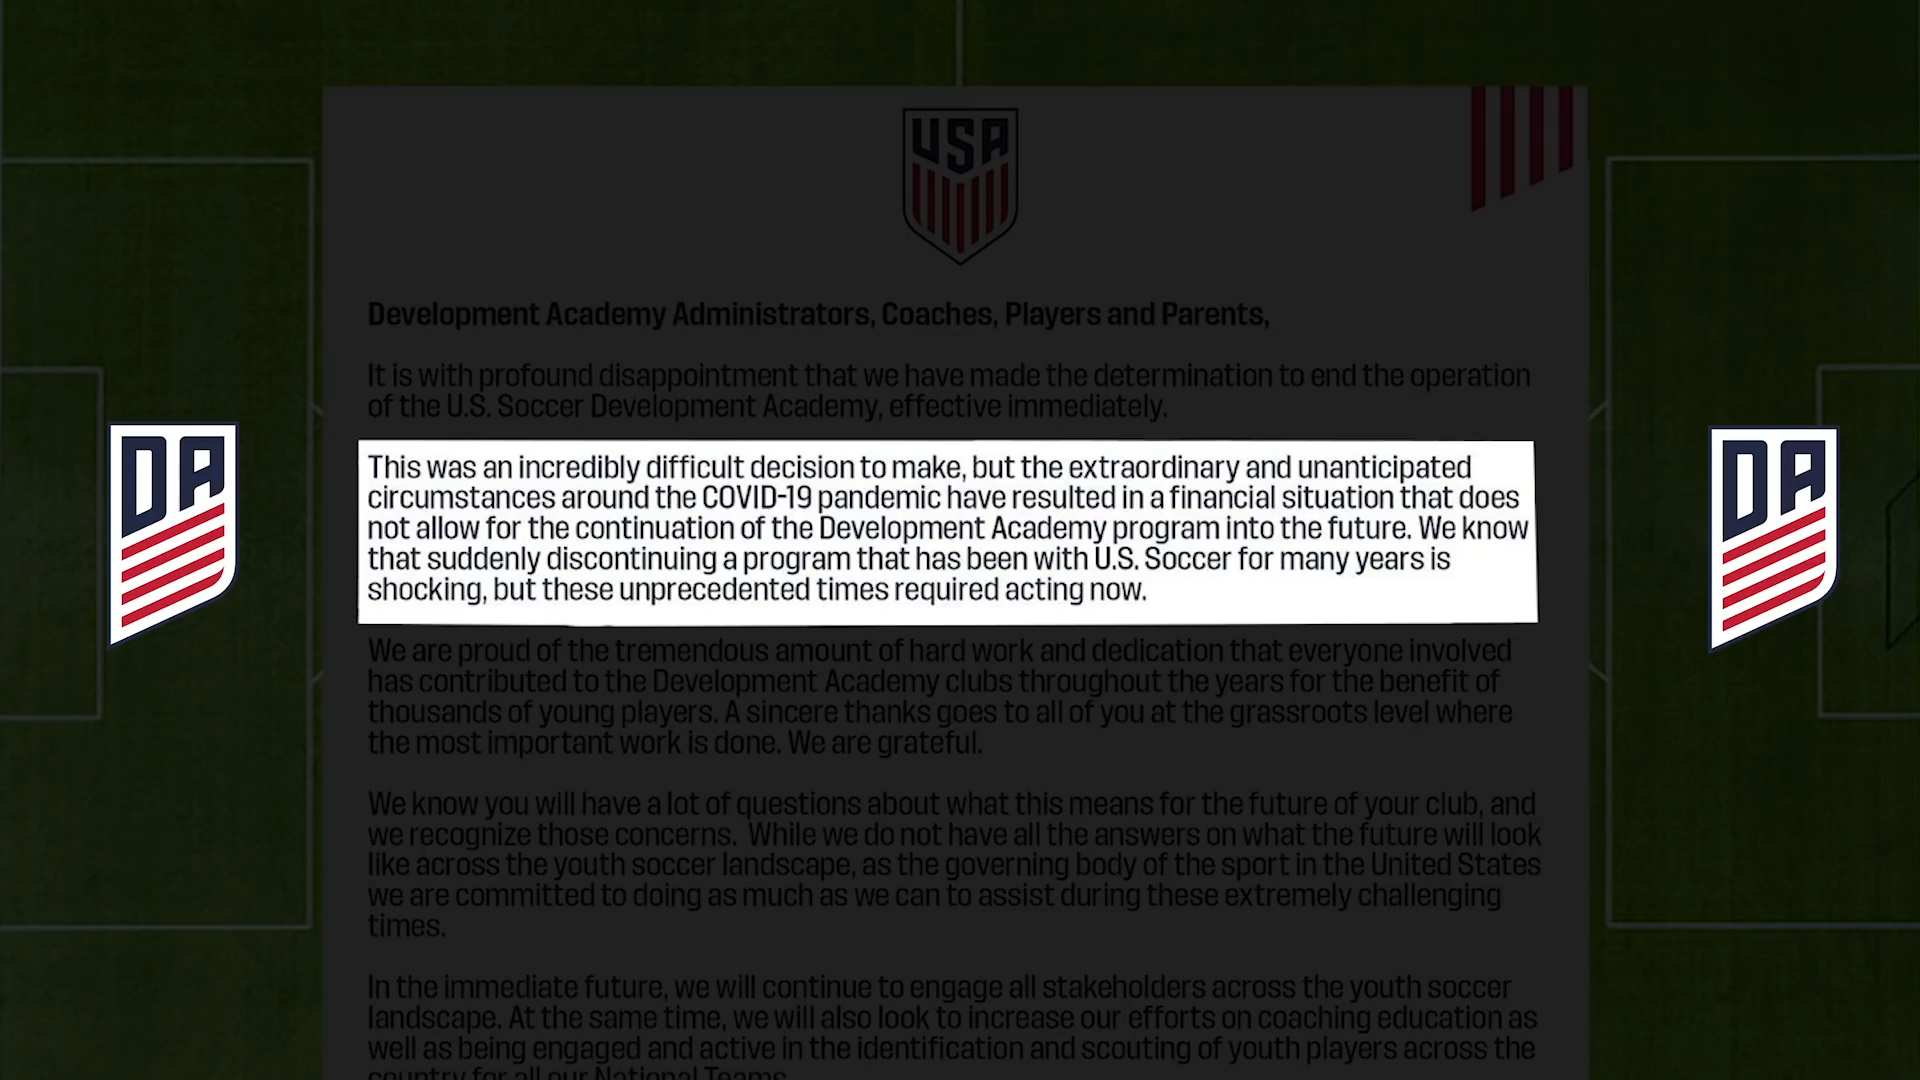 USA
Development Academy Administrators, Coaches, Players and Parents,
It is with profound disappointment that we have made the determination to end the operation
of the U.S. Soccer Development Academy, effective immediately.
This was an incredibly difficult decision to make, but the extraordinary and unanticipated
circumstances around the COVID-19 pandemic have resulted in a financial situation that does
not allow for the continuation of the Development Academy program into the future. We know
that suddenly discontinuing a program that has been with U.S. Soccer for many years is
shocking, but these unprecedented times required acting now.
DA
DA
We are proud of the tremendous amount of hard work and dedication that everyone involved
has contributed to the Development Academy clubs throughout the years for the benefit of
thousands of young players. A sincere thanks goes to all of you at the grassroots level where
the most important work is done. We are grateful.
We know you will have a lot of questions about what this means for the future of your club, and
we recognize those concerns. While we do not have all the answers on what the future will look
like across the youth soccer landscape, as the governing body of the sport in the United States
we are committed to doing as much as we can to assist during these extremely challenging
times.
In the immediate future, we will continue to engage all stakeholders across the youth soccer
landscape. At the same time, we will also look to increase our efforts on coaching education as
well as being engaged and active in the identification and scouting of youth players across the
country for all our National Teams.